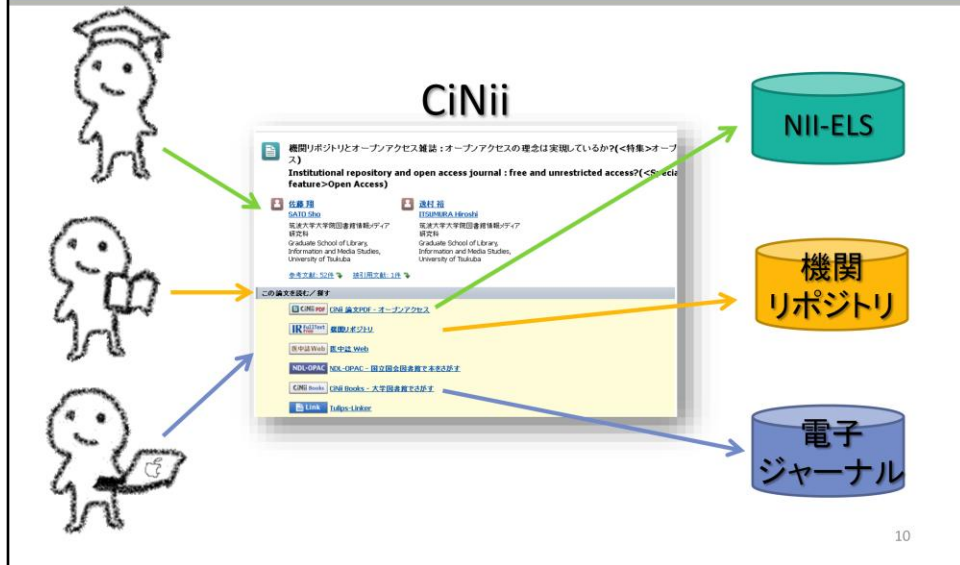 CiNii
機関リポジトリとオープンアクセス雑誌 : オープンアクセスの理念は実現しているか?(<特集>オープ
ス)
Institutional repository and open access journal : free and unrestricted access?(<Specia
feature>Open Access)
佐藤 翔
SATO Sho
筑波大学大学院図書館情報メディア
研究科
Graduate School of Library,
Information and Media Studies,
University of Tsukuba
逸村 裕
ITSUMURA Hiroshi
筑波大学大学院図書館情報メディア
研究科
Graduate School of Library,
Information and Media Studies,
University of Tsukuba
参考文献: 52件 被引用文献: 1件
この論文を読む/探す
CiNii PDF CiNii 論文PDF - オープンアクセス
IR FullText Free 機関リポジトリ
医中誌Web 医中誌 Web
NDL-OPAC NDL-OPAC - 国立国会図書館で本をさがす
CiNii Books CiNii Books - 大学図書館でさがす
Link Tulips-Linker
NII-ELS
機関
リポジトリ
電子
ジャーナル
10